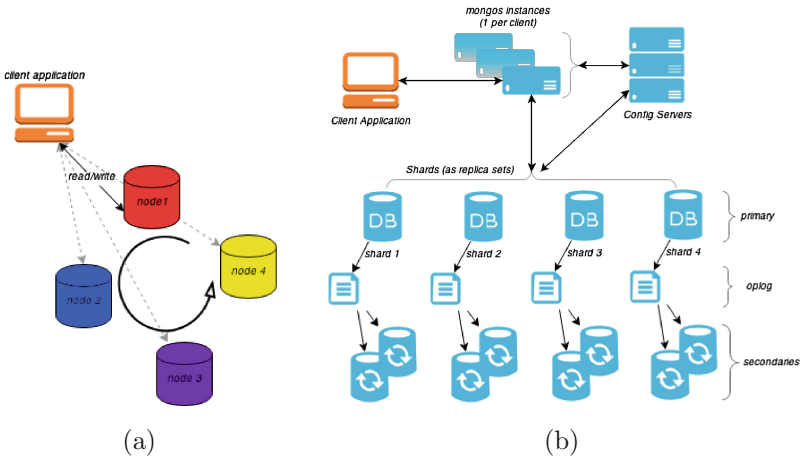 client application
read/write
node1
node 4
node 2
node 3
(a)
mongos instances
(1 per client)
Client Application
Config Servers
Shards (as replica sets)
DB
DB
DB
DB
primary
shard 1
shard 2
shard 3
shard 4
oplog
secondaries
(b)